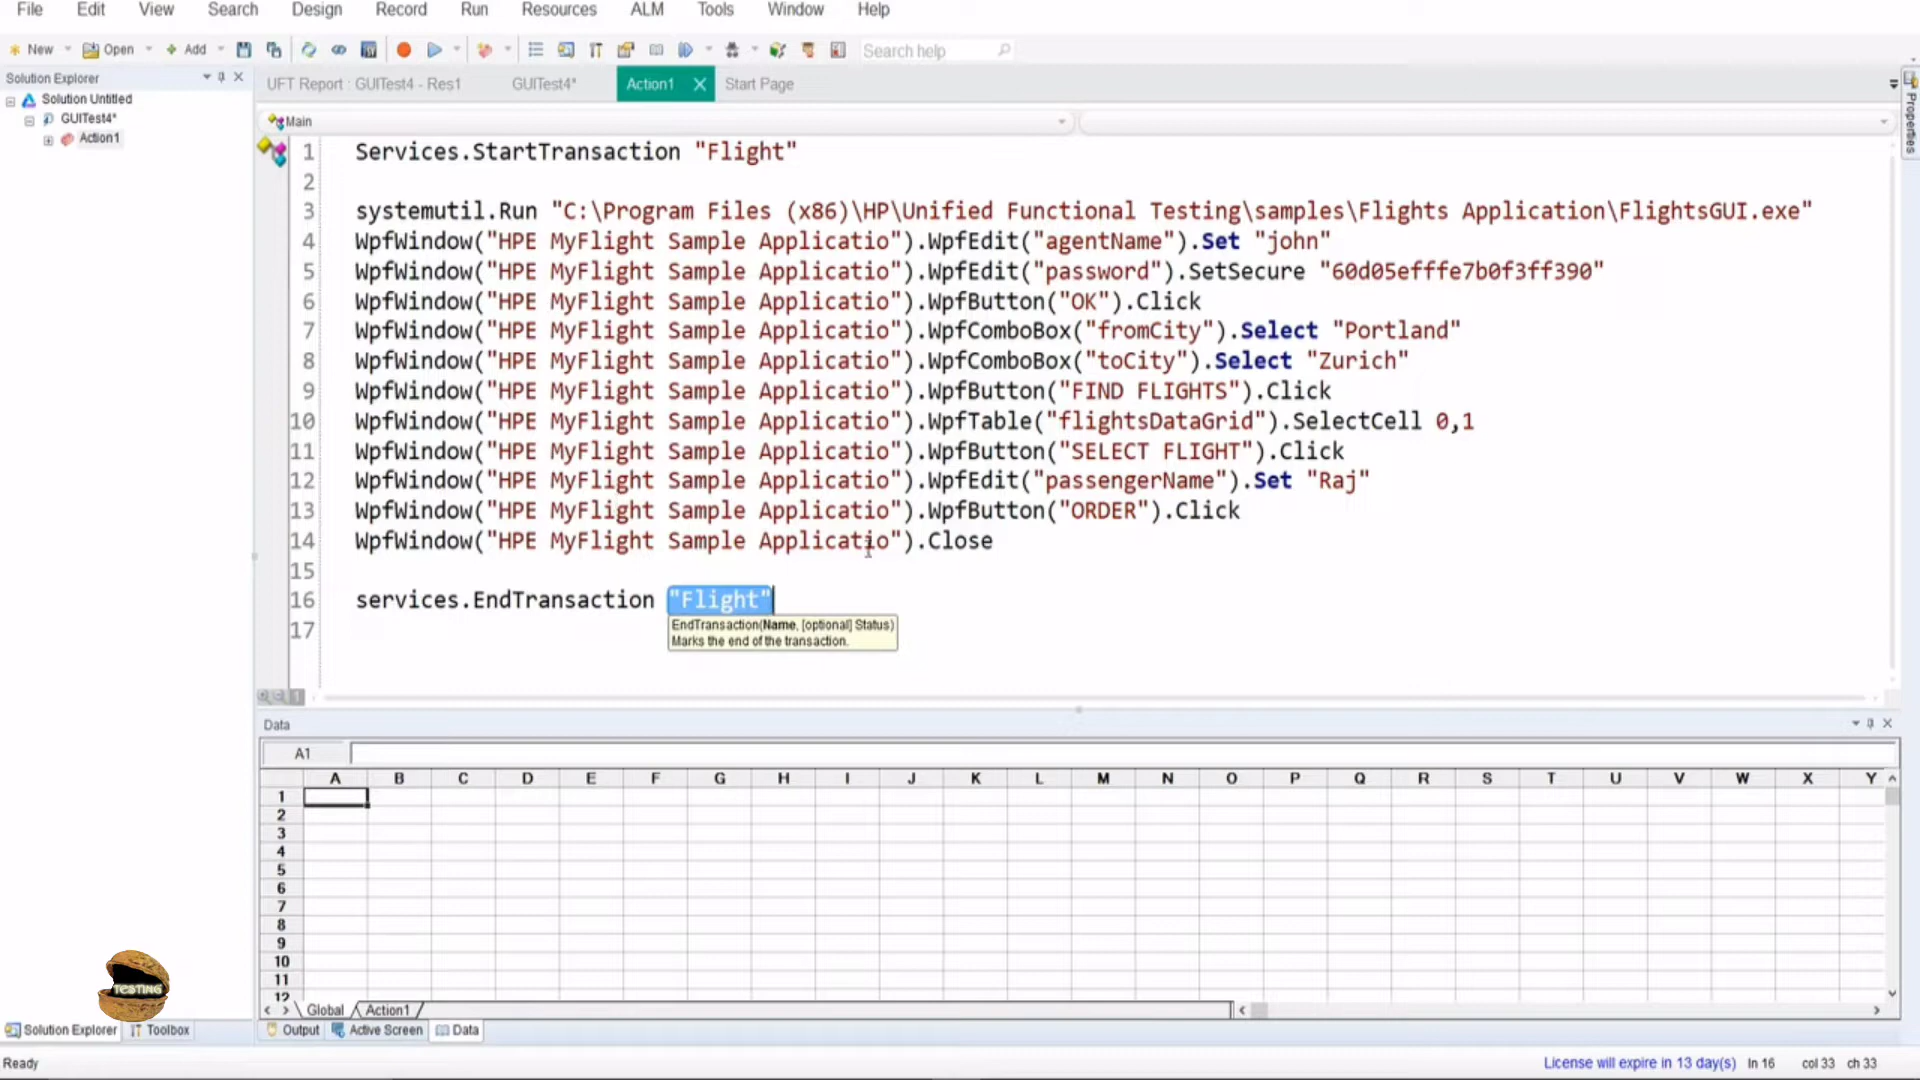 File Edit View Search Design Record Run Resources ALM Tools Window Help
New Open Add Search help
Solution Explorer
UFT Report : GUITest4 - Res1 GUITest4* Action1 Start Page
Properties
Solution Untitled
GUITest4*
Action1
Main
1 Services.StartTransaction "Flight"
2
3 systemutil.Run "C:\Program Files (x86)\HP\Unified Functional Testing\samples\Flights Application\FlightsGUI.exe"
4 WpfWindow("HPE MyFlight Sample Applicatio").WpfEdit("agentName").Set "john"
5 WpfWindow("HPE MyFlight Sample Applicatio").WpfEdit("password").SetSecure "60d05efffe7b0f3ff390"
6 WpfWindow("HPE MyFlight Sample Applicatio").WpfButton("OK").Click
7 WpfWindow("HPE MyFlight Sample Applicatio").WpfComboBox("fromCity").Select "Portland"
8 WpfWindow("HPE MyFlight Sample Applicatio").WpfComboBox("toCity").Select "Zurich"
9 WpfWindow("HPE MyFlight Sample Applicatio").WpfButton("FIND FLIGHTS").Click
10 WpfWindow("HPE MyFlight Sample Applicatio").WpfTable("flightsDataGrid").SelectCell 0,1
11 WpfWindow("HPE MyFlight Sample Applicatio").WpfButton("SELECT FLIGHT").Click
12 WpfWindow("HPE MyFlight Sample Applicatio").WpfEdit("passengerName").Set "Raj"
13 WpfWindow("HPE MyFlight Sample Applicatio").WpfButton("ORDER").Click
14 WpfWindow("HPE MyFlight Sample Applicatio").Close
15
16 services.EndTransaction "Flight"
EndTransaction(Name, [optional] Status)
Marks the end of the transaction.
17
Data
A1
A B C D E F G H I J K L M N O P Q R S T U V W X Y
1
2
3
4
5
6
7
8
9
10
11
12
TESTING
Global Action1
Solution Explorer Toolbox Output Active Screen Data
Ready License will expire in 13 day(s) ln 16 col 33 ch 33